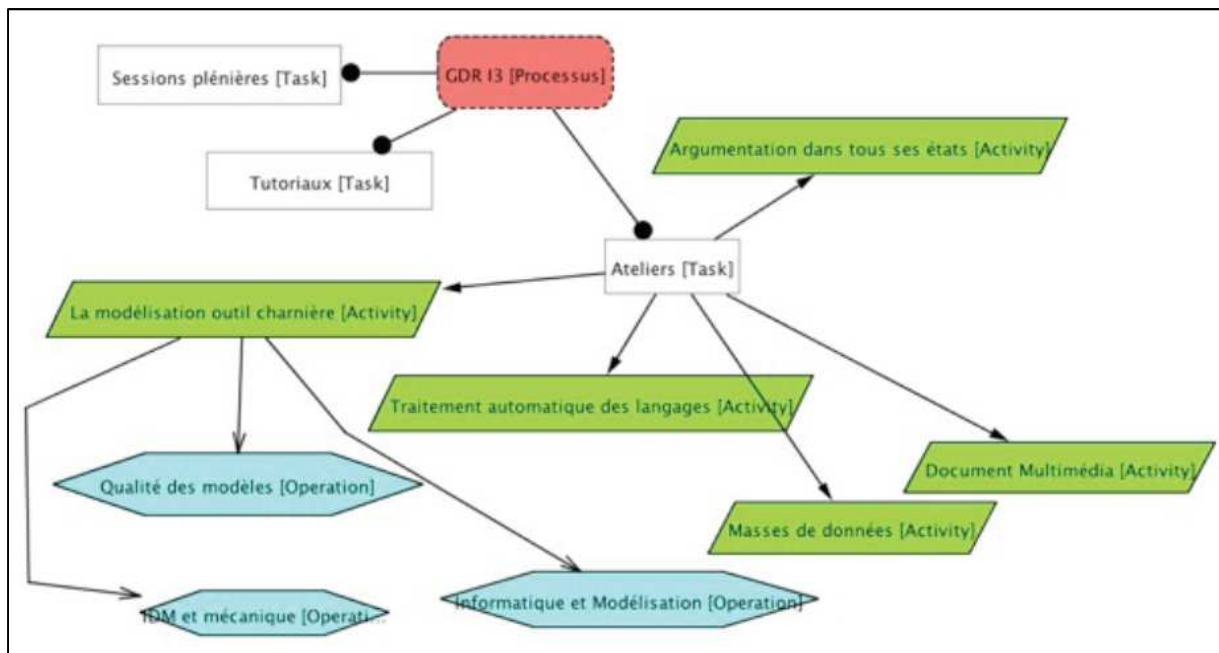 GDR I3 [Processus]
Sessions plénières [Task]
Argumentation dans tous ses états [Activity]
Tutoriaux [Task]
Ateliers [Task]
La modélisation outil charnière [Activity]
Traitement automatique des langages [Activity]
Document Multimédia [Activity]
Qualité des modèles [Operation]
Masses de données [Activity]
Informatique et Modélisation [Operation]
IDM et mécanique [Operati...